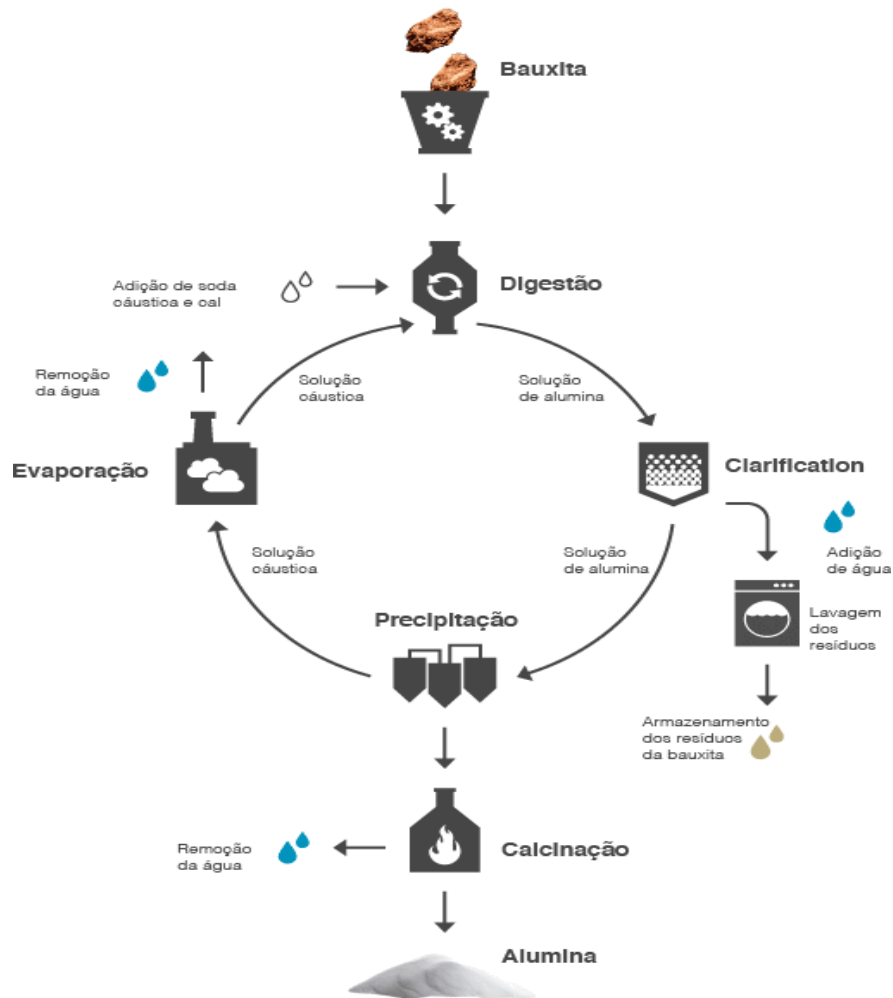 Bauxita
Adição de soda
cáustica e cal
Digestão
Remoção
da água
Solução
cáustica
Solução
de alumina
Evaporação
Clarification
Solução
cáustica
Solução
de alumina
Adição
de água
Precipitação
Lavagem
dos
resíduos
Armazenamento
dos resíduos
da bauxita
Remoção
da água
Calcinação
Alumina